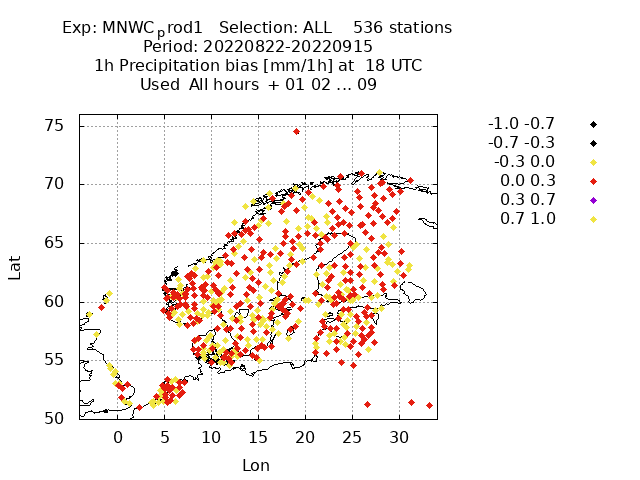 Exp: MNWCprod1 Selection: ALL 536 stations
Period: 20220822-20220915
1h Precipitation bias [mm/1h] at 18 UTC
Used All hours + 01 02 ... 09
-1.0 -0.7
-0.7 -0.3
-0.3 0.0
0.0 0.3
0.3 0.7
0.7 1.0
75
70
65
60
55
50
Lat
0 5 10 15 20 25 30
Lon